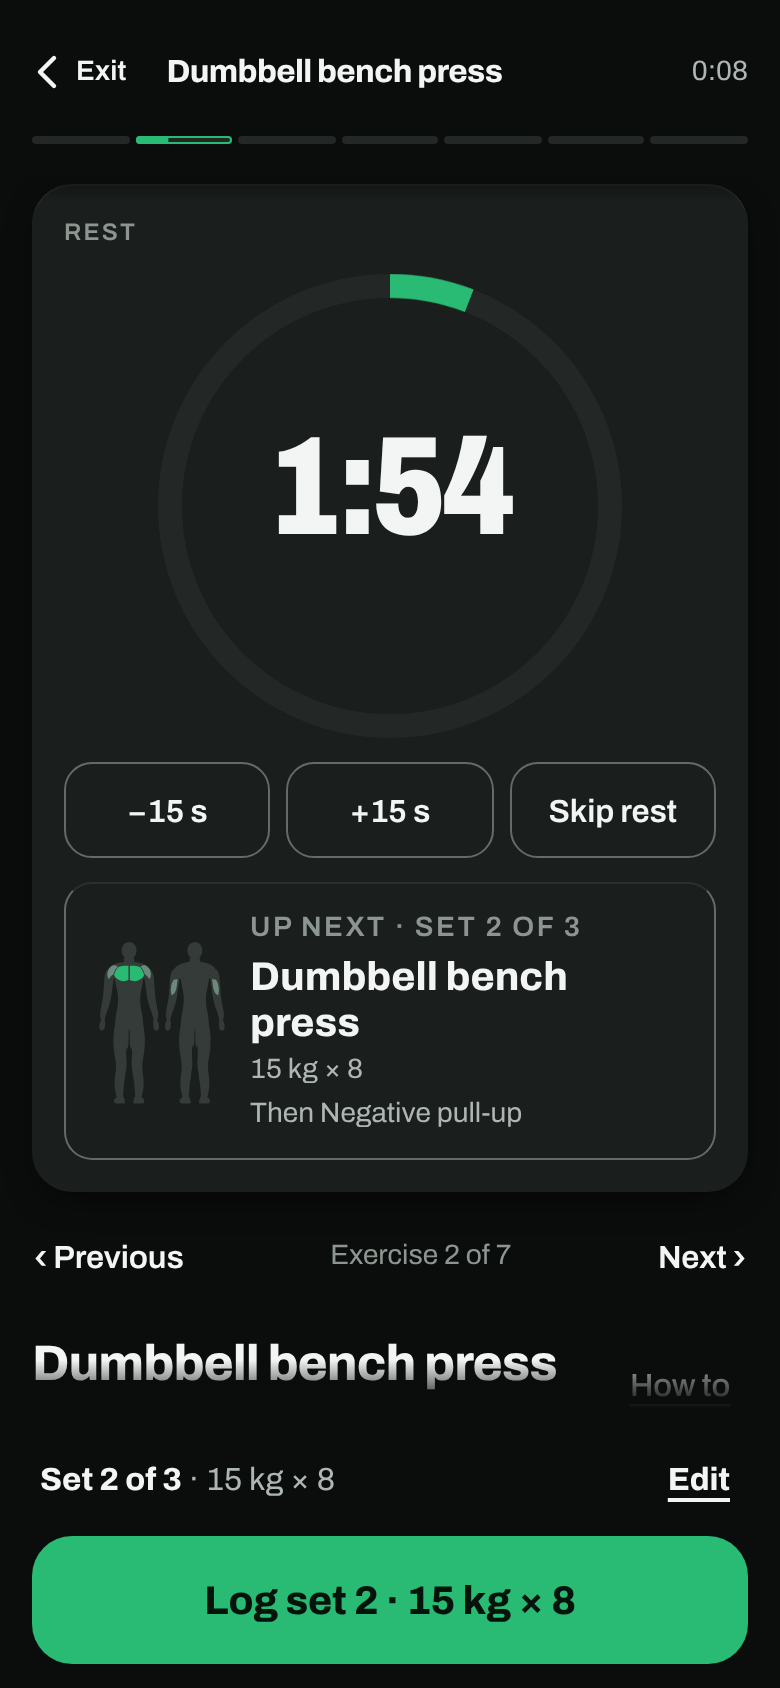 Exit
Dumbbell bench press
0:08
REST
1:54
−15 s
+15 s
Skip rest
UP NEXT · SET 2 OF 3
Dumbbell bench
press
15 kg × 8
Then Negative pull-up
‹ Previous
Exercise 2 of 7
Next ›
Dumbbell bench press
How to
Set 2 of 3 · 15 kg × 8
Edit
Log set 2 · 15 kg × 8